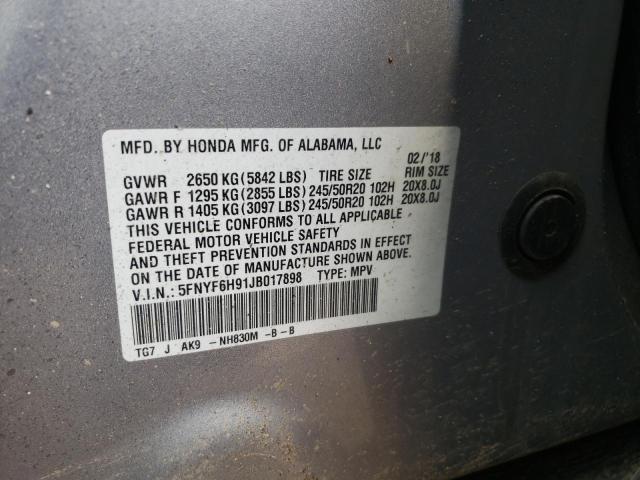 MFD. BY HONDA MFG. OF ALABAMA, LLC 02/'18
GVWR 2650 KG(5842 LBS) TIRE SIZE RIM SIZE
GAWR F 1295 KG(2855 LBS) 245/50R20 102H 20X8.0J
GAWR R 1405 KG(3097 LBS) 245/50R20 102H 20X8.0J
THIS VEHICLE CONFORMS TO ALL APPLICABLE
FEDERAL MOTOR VEHICLE SAFETY
AND THEFT PREVENTION STANDARDS IN EFFECT
ON THE DATE OF MANUFACTURE SHOWN ABOVE.
V.I.N.: 5FNYF6H91JB017898 TYPE: MPV
TG7 J AK9 -NH830M -B -B